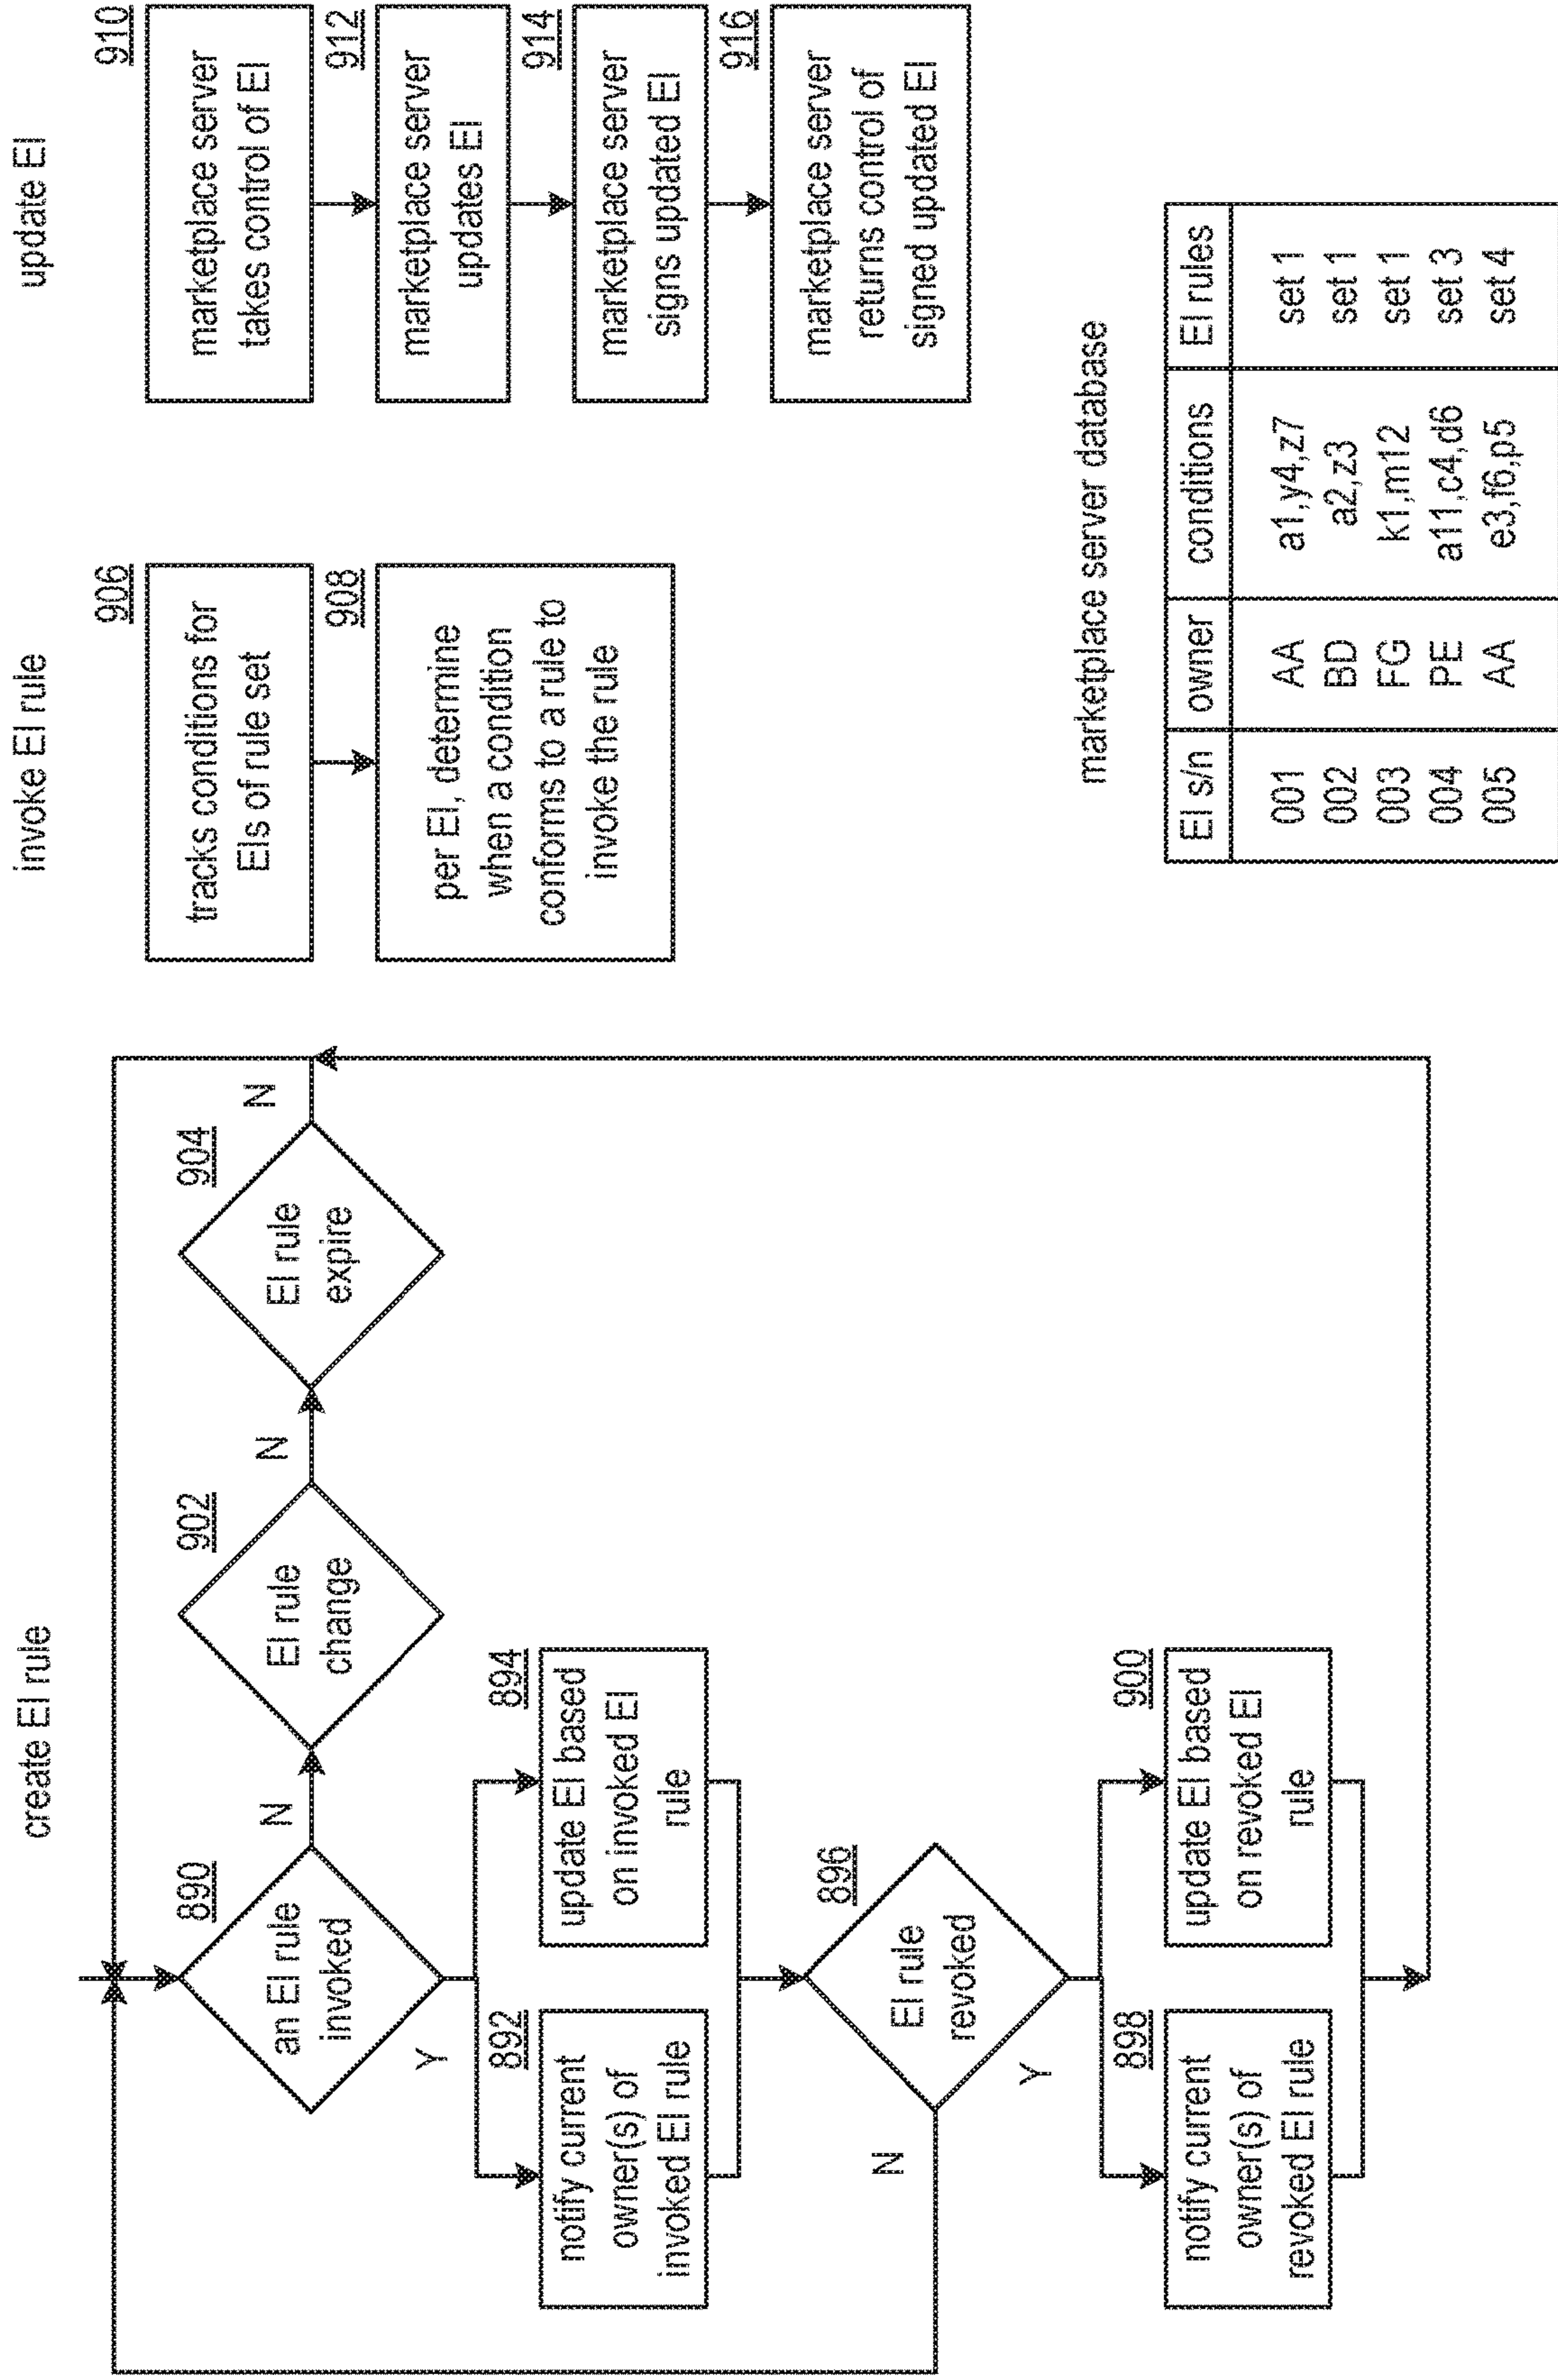 create EI rule
890
an EI rule
invoked
N
902
EI rule
change
N
904
EI rule
expire
N
Y
892
notify current
owner(s) of
invoked EI rule
894
update EI based
on invoked EI
rule
896
EI rule
revoked
N
Y
898
notify current
owner(s) of
revoked EI rule
900
update EI based
on revoked EI
rule
invoke EI rule
906
tracks conditions for
EIs of rule set
908
per EI, determine
when a condition
conforms to a rule to
invoke the rule
update EI
910
marketplace server
takes control of EI
912
marketplace server
updates EI
914
marketplace server
signs updated EI
916
marketplace server
returns control of
signed updated EI
marketplace server database
EI s/n owner conditions EI rules
001 AA a1,y4,z7 set 1
002 BD a2,z3 set 1
003 FG k1,m12 set 1
004 PE a11,c4,d6 set 3
005 AA e3,f6,p5 set 4